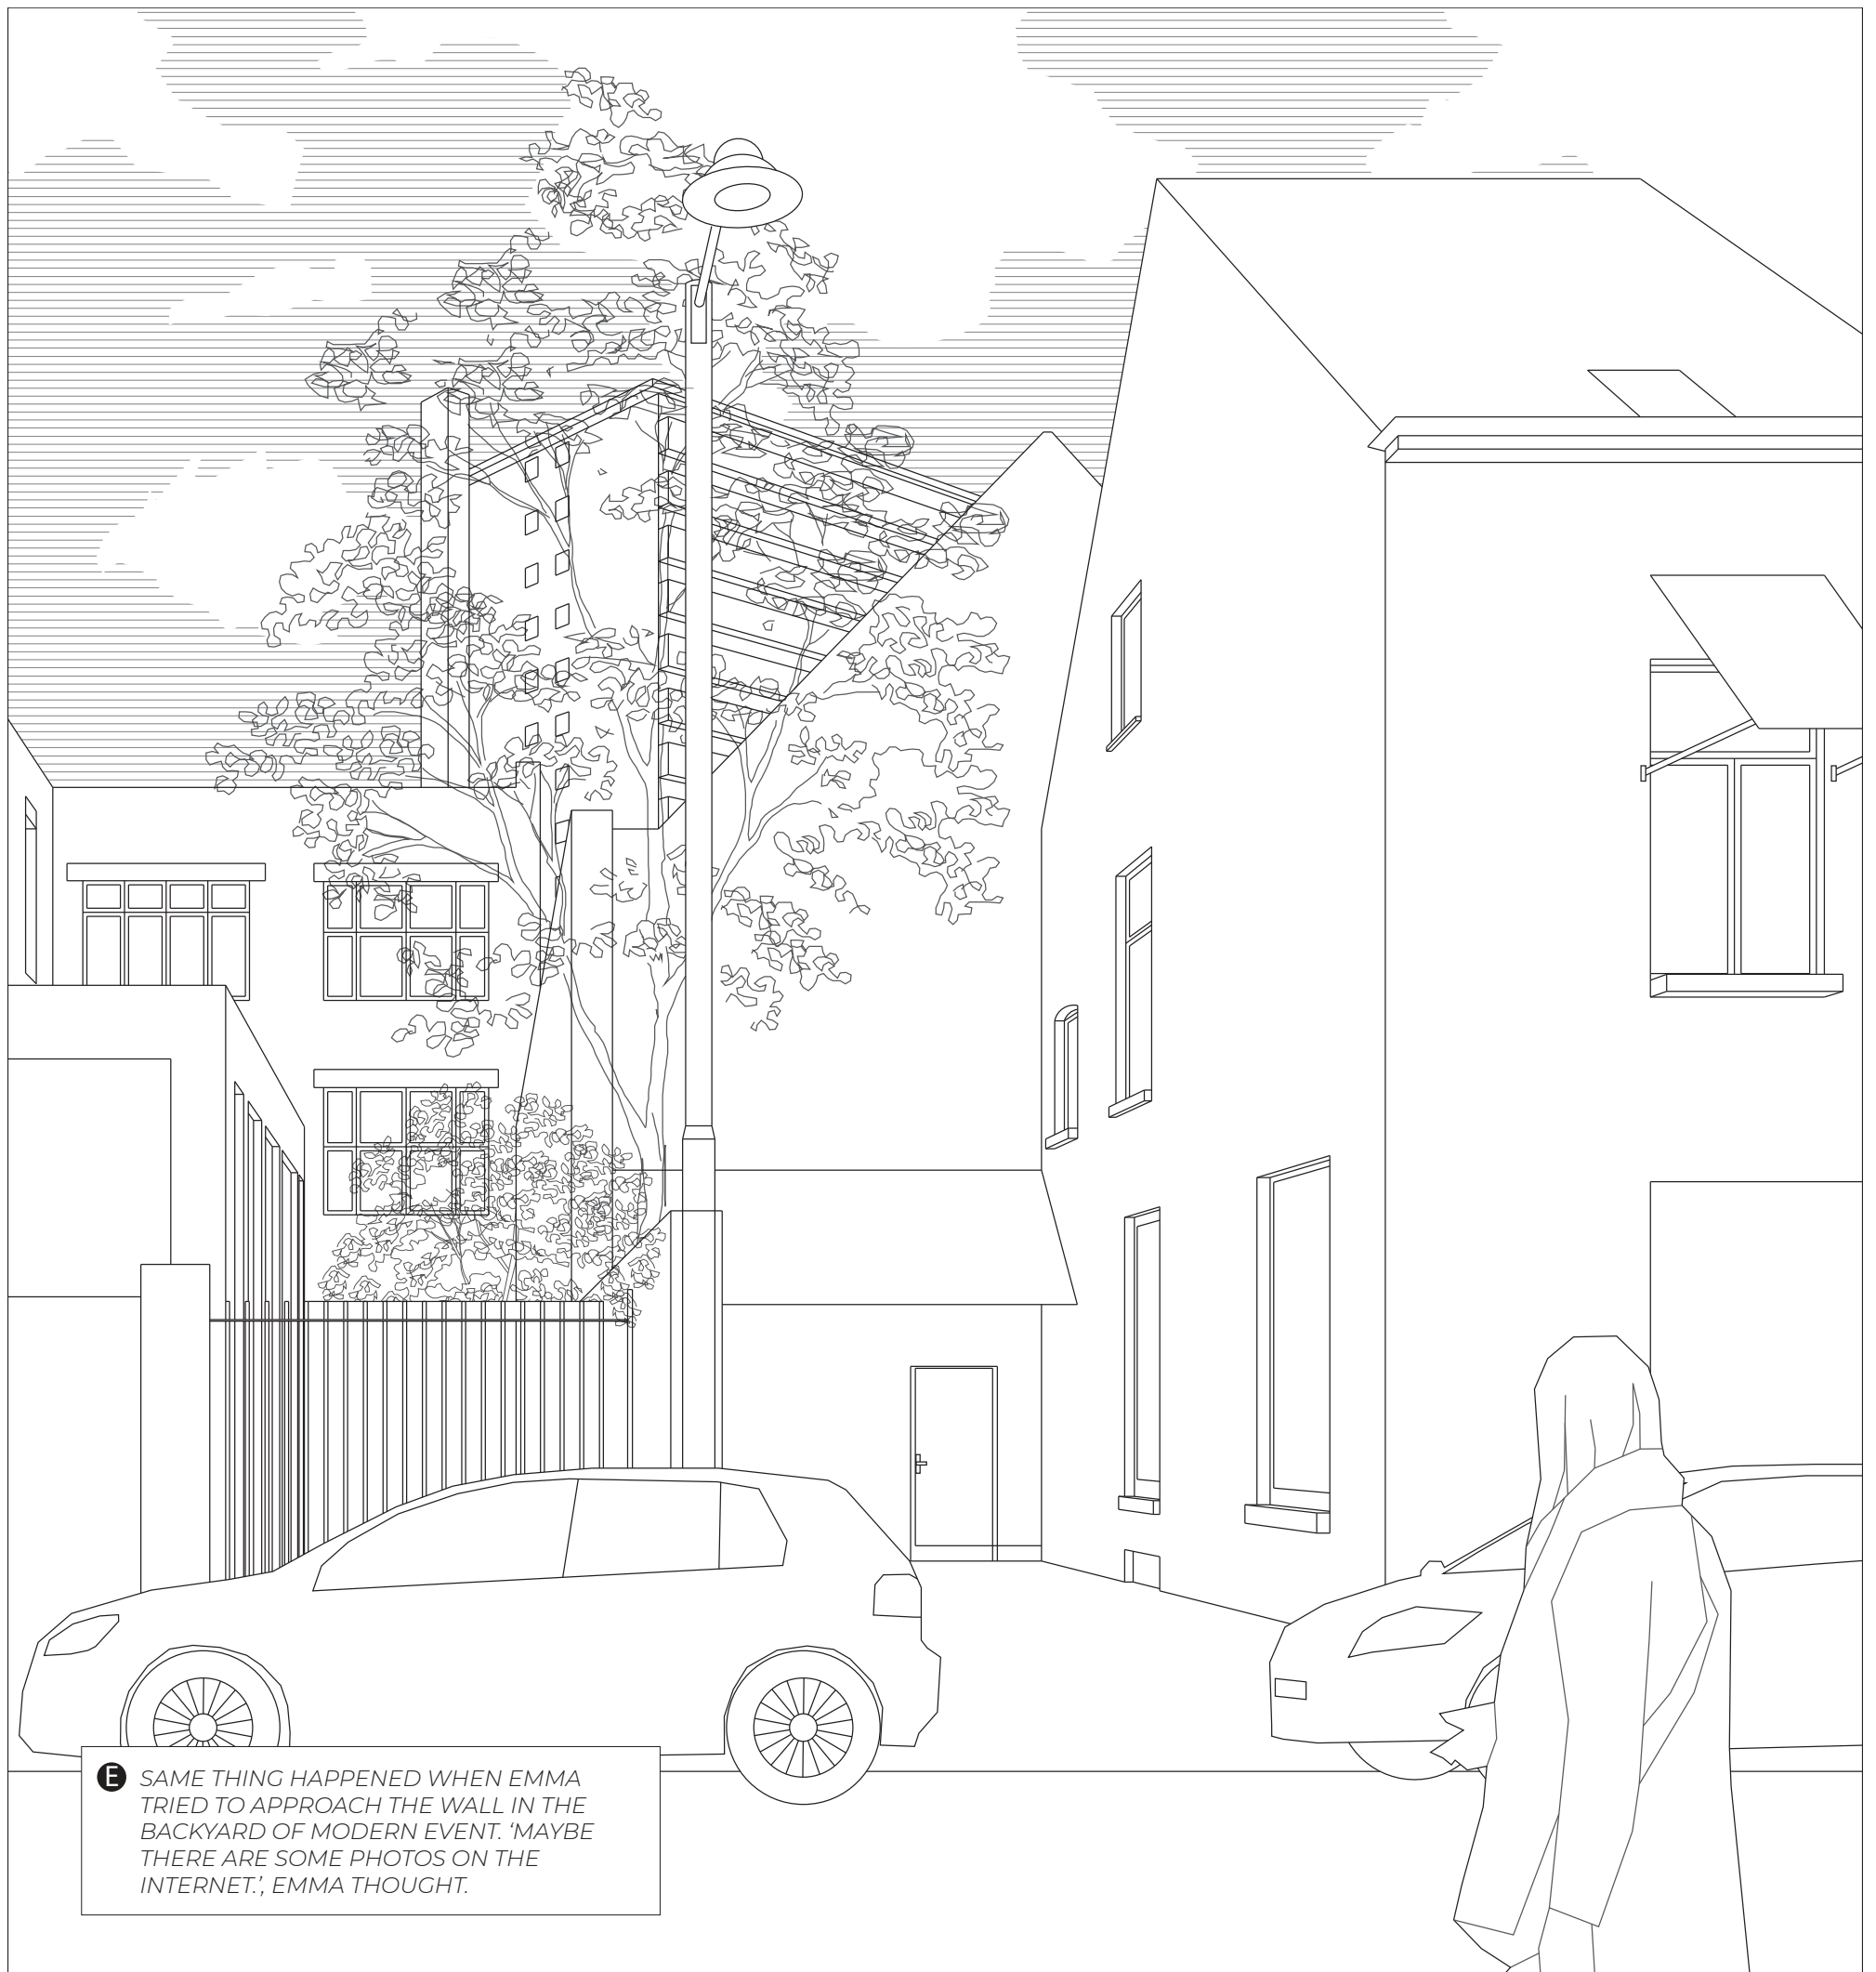 E SAME THING HAPPENED WHEN EMMA
TRIED TO APPROACH THE WALL IN THE
BACKYARD OF MODERN EVENT. ‘MAYBE
THERE ARE SOME PHOTOS ON THE
INTERNET.’, EMMA THOUGHT.